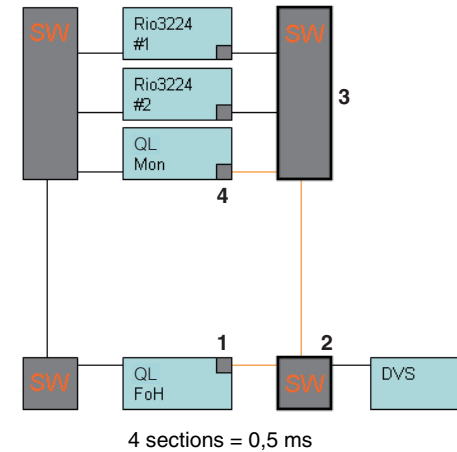 SW
Rio3224
#1
SW
Rio3224
#2
3
QL
Mon
4
1
2
SW
QL
FoH
SW
DVS
4 sections = 0,5 ms